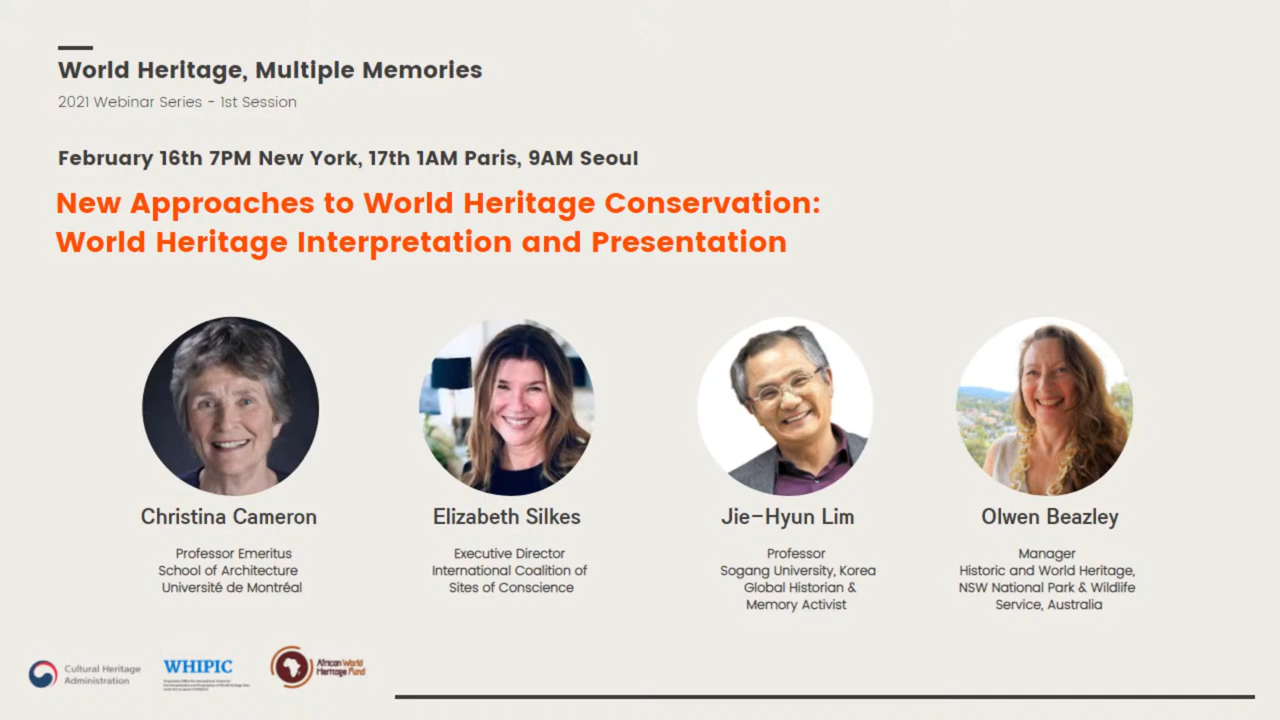 World Heritage, Multiple Memories
2021 Webinar Series - 1st Session
February 16th 7PM New York, 17th 1AM Paris, 9AM Seoul
New Approaches to World Heritage Conservation:
World Heritage Interpretation and Presentation
Christina Cameron
Professor Emeritus
School of Architecture
Université de Montréal
Elizabeth Silkes
Executive Director
International Coalition of
Sites of Conscience
Jie-Hyun Lim
Professor
Sogang University, Korea
Global Historian &
Memory Activist
Olwen Beazley
Manager
Historic and World Heritage,
NSW National Park & Wildlife
Service, Australia
Cultural Heritage
Administration
WHIPIC
African World
Heritage Fund